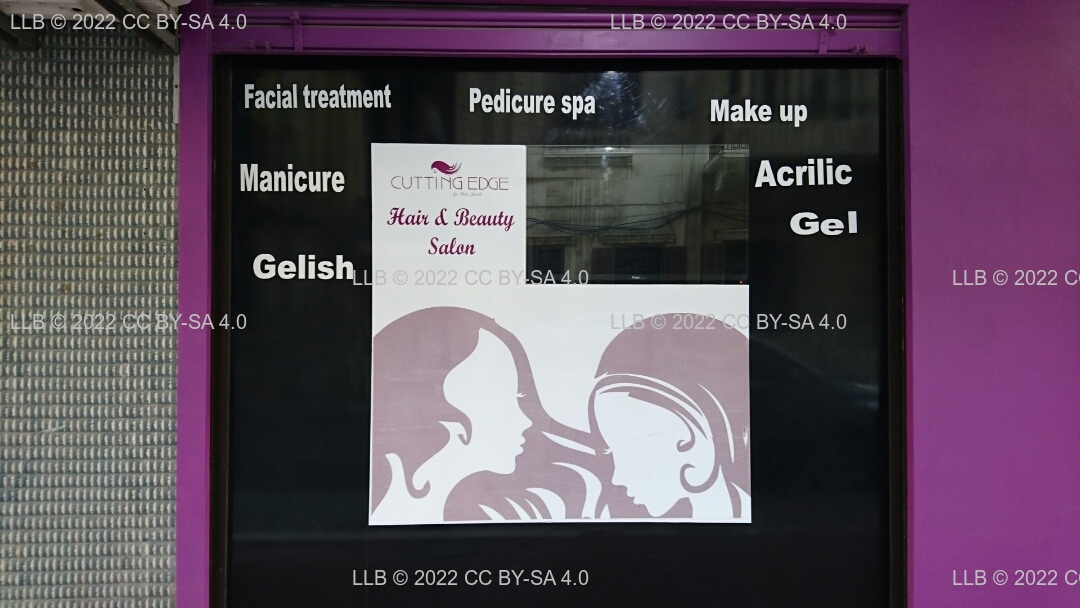 LLB © 2022 CC BY-SA 4.0
LLB © 2022 CC BY-SA 4.0
Facial treatment
Pedicure spa
Make up
Manicure
Acrilic
Gel
Gelish
CUTTING EDGE
Hair & Beauty
Salon
LLB © 2022 CC BY-SA 4.0
LLB © 2022 C
LLB © 2022 CC BY-SA 4.0
LLB © 2022 CC BY-SA 4.0
LLB © 2022 CC BY-SA 4.0
LLB © 2022 C